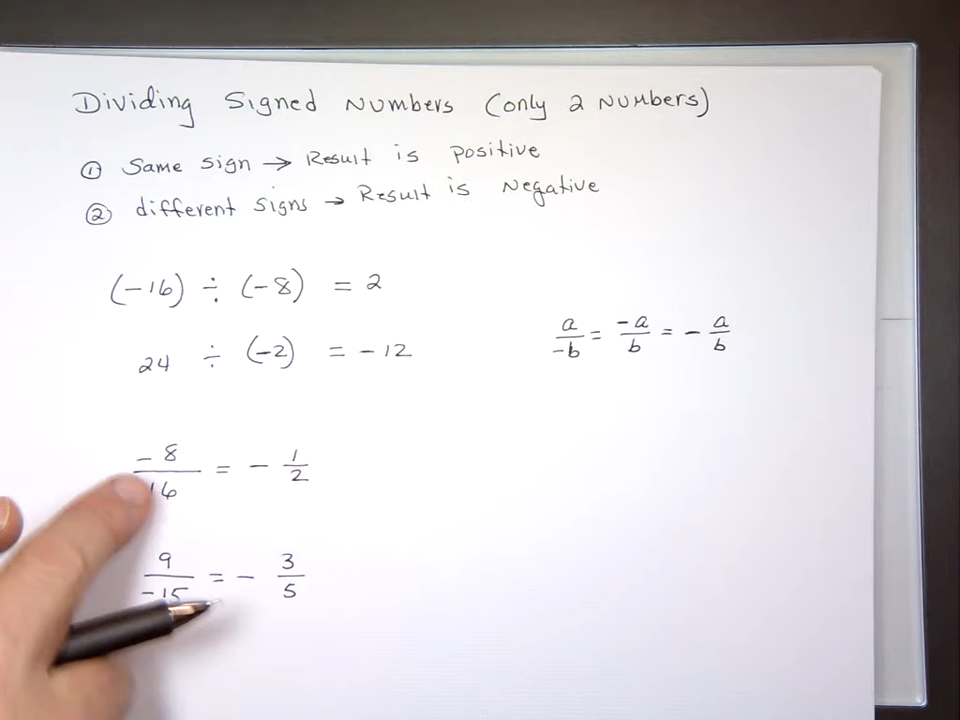 Dividing Signed Numbers (only 2 Numbers)
① Same sign → Result is positive
② different signs → Result is Negative
(-16) ÷ (-8) = 2
24 ÷ (-2) = -12
a/-b = -a/b = - a/b
-8/16 = - 1/2
9/-15 = - 3/5